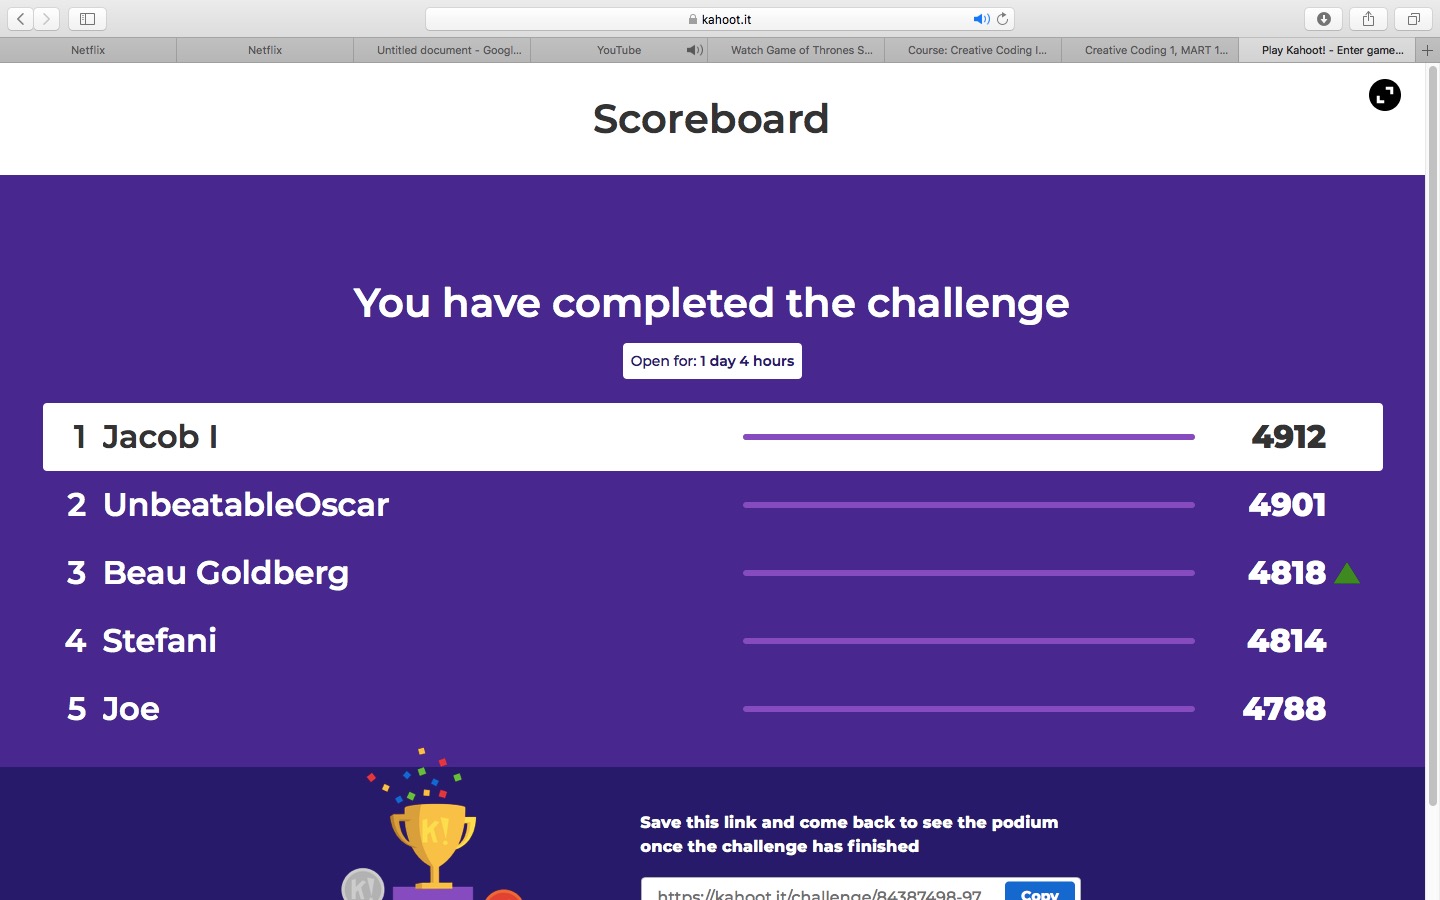 kahoot.it
Netflix
Netflix
Untitled document - Googl...
YouTube
Watch Game of Thrones S...
Course: Creative Coding I...
Creative Coding 1, MART 1...
Play Kahoot! - Enter game...
Scoreboard
You have completed the challenge
Open for: 1 day 4 hours
1 Jacob I 4912
2 UnbeatableOscar 4901
3 Beau Goldberg 4818
4 Stefani 4814
5 Joe 4788
K!
K!
Save this link and come back to see the podium
once the challenge has finished
https://kahoot.it/challenge/84387498-97
Copy